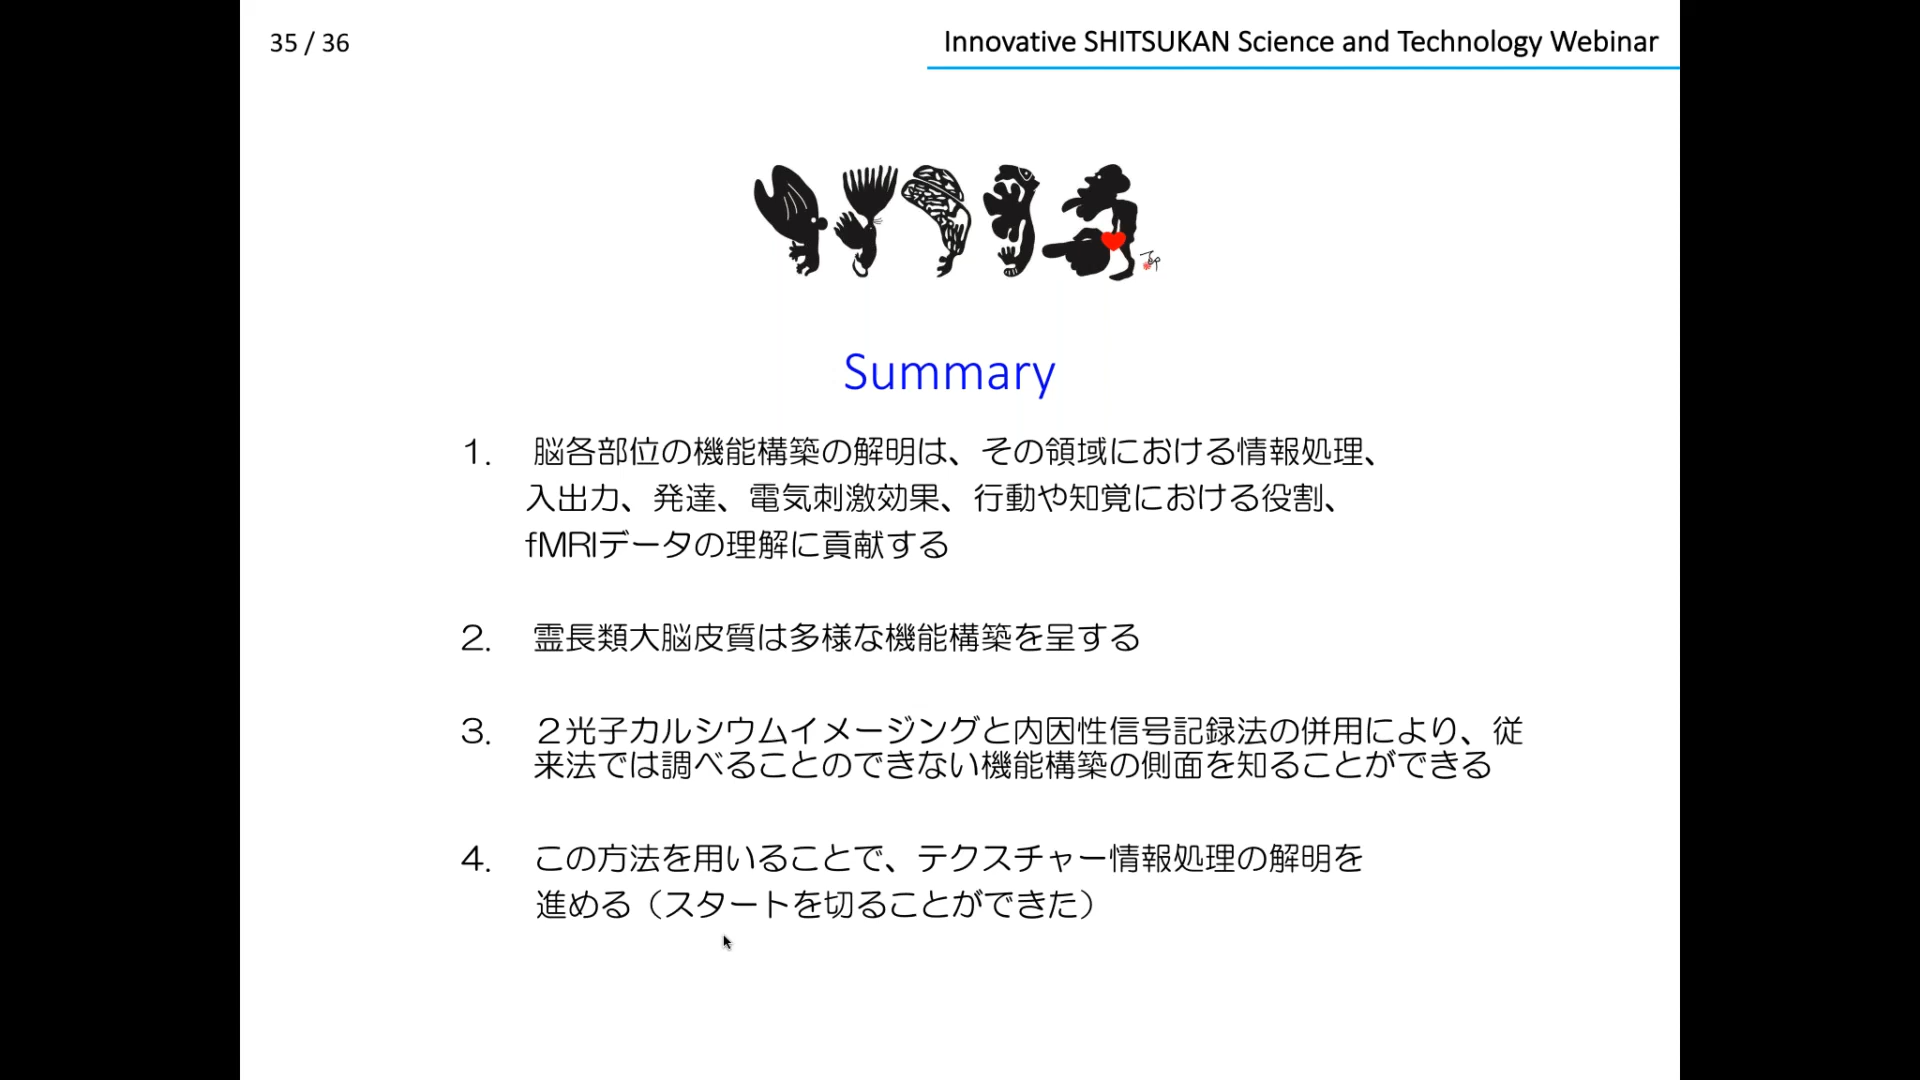 35 / 36
Innovative SHITSUKAN Science and Technology Webinar
Summary
1. 脳各部位の機能構築の解明は、その領域における情報処理、
入出力、発達、電気刺激効果、行動や知覚における役割、
fMRIデータの理解に貢献する
2. 霊長類大脳皮質は多様な機能構築を呈する
3. ２光子カルシウムイメージングと内因性信号記録法の併用により、従
来法では調べることのできない機能構築の側面を知ることができる
4. この方法を用いることで、テクスチャー情報処理の解明を
進める（スタートを切ることができた）